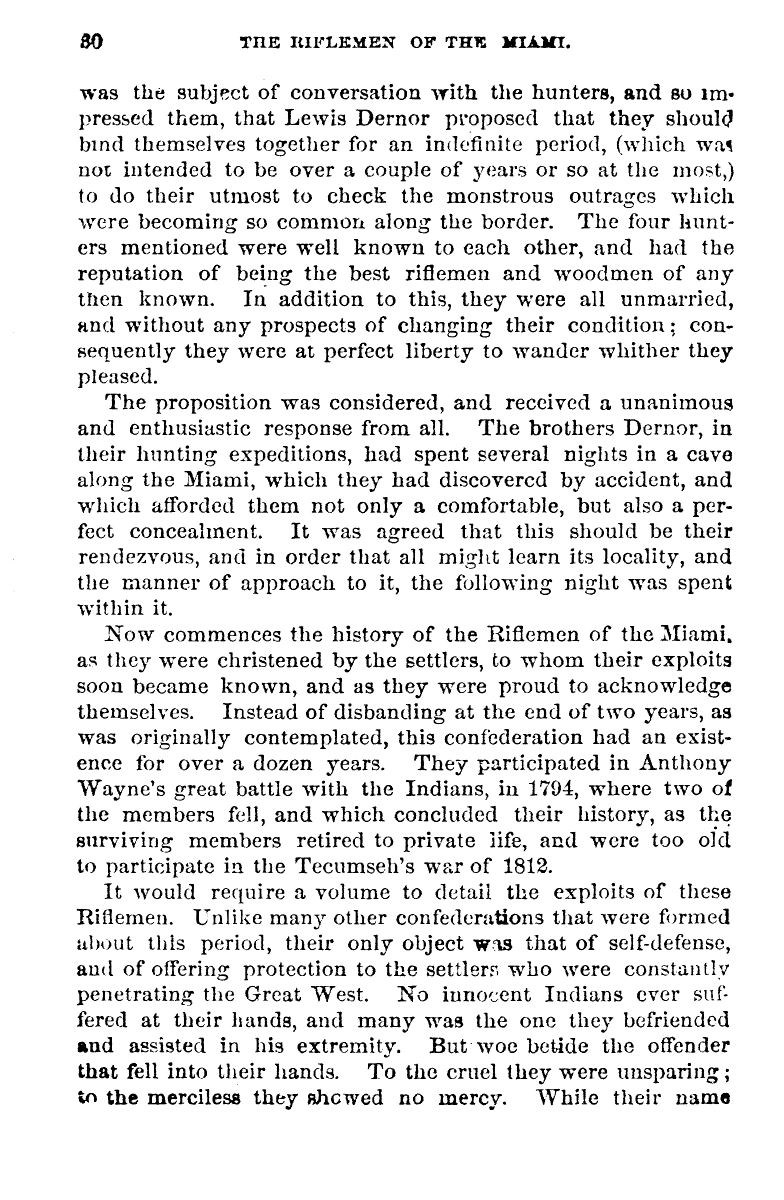 30 THE RIFLEMEN OF THE MIAMI.
was the subject of conversation with the hunters, and so im-
pressed them, that Lewis Dernor proposed that they should
bind themselves together for an indefinite period, (which was
not intended to be over a couple of years or so at the most,)
to do their utmost to check the monstrous outrages which
were becoming so common along the border. The four hunt-
ers mentioned were well known to each other, and had the
reputation of being the best riflemen and woodmen of any
then known. In addition to this, they were all unmarried,
and without any prospects of changing their condition; con-
sequently they were at perfect liberty to wander whither they
pleased.
The proposition was considered, and received a unanimous
and enthusiastic response from all. The brothers Dernor, in
their hunting expeditions, had spent several nights in a cave
along the Miami, which they had discovered by accident, and
which afforded them not only a comfortable, but also a per-
fect concealment. It was agreed that this should be their
rendezvous, and in order that all might learn its locality, and
the manner of approach to it, the following night was spent
within it.
Now commences the history of the Riflemen of the Miami,
as they were christened by the settlers, to whom their exploits
soon became known, and as they were proud to acknowledge
themselves. Instead of disbanding at the end of two years, as
was originally contemplated, this confederation had an exist-
ence for over a dozen years. They participated in Anthony
Wayne's great battle with the Indians, in 1794, where two of
the members fell, and which concluded their history, as the
surviving members retired to private life, and were too old
to participate in the Tecumseh's war of 1812.
It would require a volume to detail the exploits of these
Riflemen. Unlike many other confederations that were formed
about this period, their only object was that of self-defense,
and of offering protection to the settlers who were constantly
penetrating the Great West. No innocent Indians ever suf-
fered at their hands, and many was the one they befriended
and assisted in his extremity. But woe betide the offender
that fell into their hands. To the cruel they were unsparing;
to the merciless they showed no mercy. While their name